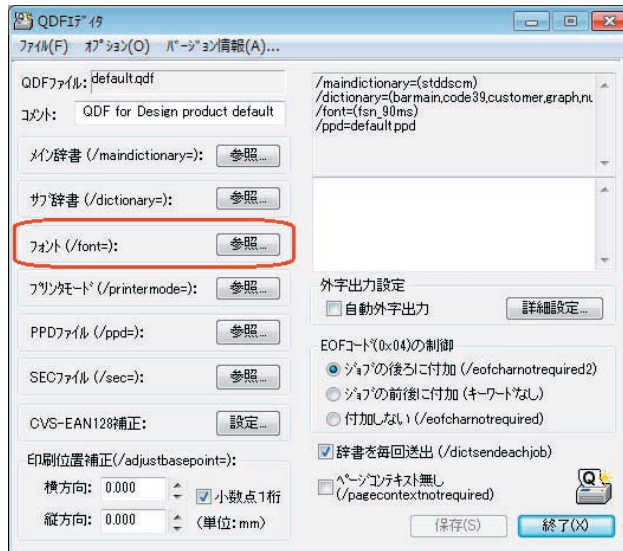 QDFｴﾃﾞｨﾀ
ﾌｧｲﾙ(F) ｵﾌﾟｼｮﾝ(O) ﾊﾞｰｼﾞｮﾝ情報(A)...
QDFﾌｧｲﾙ: default.qdf
ｺﾒﾝﾄ: QDF for Design product default
ﾒｲﾝ辞書 (/maindictionary=): 参照...
ｻﾌﾞ辞書 (/dictionary=): 参照...
ﾌｫﾝﾄ (/font=): 参照...
ﾌﾟﾘﾝﾀﾓｰﾄﾞ (/printermode=): 参照...
PPDﾌｧｲﾙ (/ppd=): 参照...
SECﾌｧｲﾙ (/sec=): 参照...
CVS-EAN128補正: 設定...
印刷位置補正(/adjustbasepoint=):
横方向: 0.000
小数点1桁
縦方向: 0.000
(単位: mm)
/maindictionary=(stddscm)
/dictionary=(barmain,code39,customer,graph,nu
/font=(fsn_90ms)
/ppd=default.ppd
外字出力設定
自動外字出力 詳細設定...
EOFｺｰﾄﾞ(0x04)の制御
ｼﾞｮﾌﾞの後ろに付加 (/eofcharnotrequired2)
ｼﾞｮﾌﾞの前後に付加 (ｷｰﾜｰﾄﾞなし)
付加しない (/eofcharnotrequired)
辞書を毎回送出 (/dictsendeachjob)
ﾍﾟｰｼﾞｺﾝﾃｷｽﾄ無し
(/pagecontextnotrequired)
Q
保存(S) 終了(X)